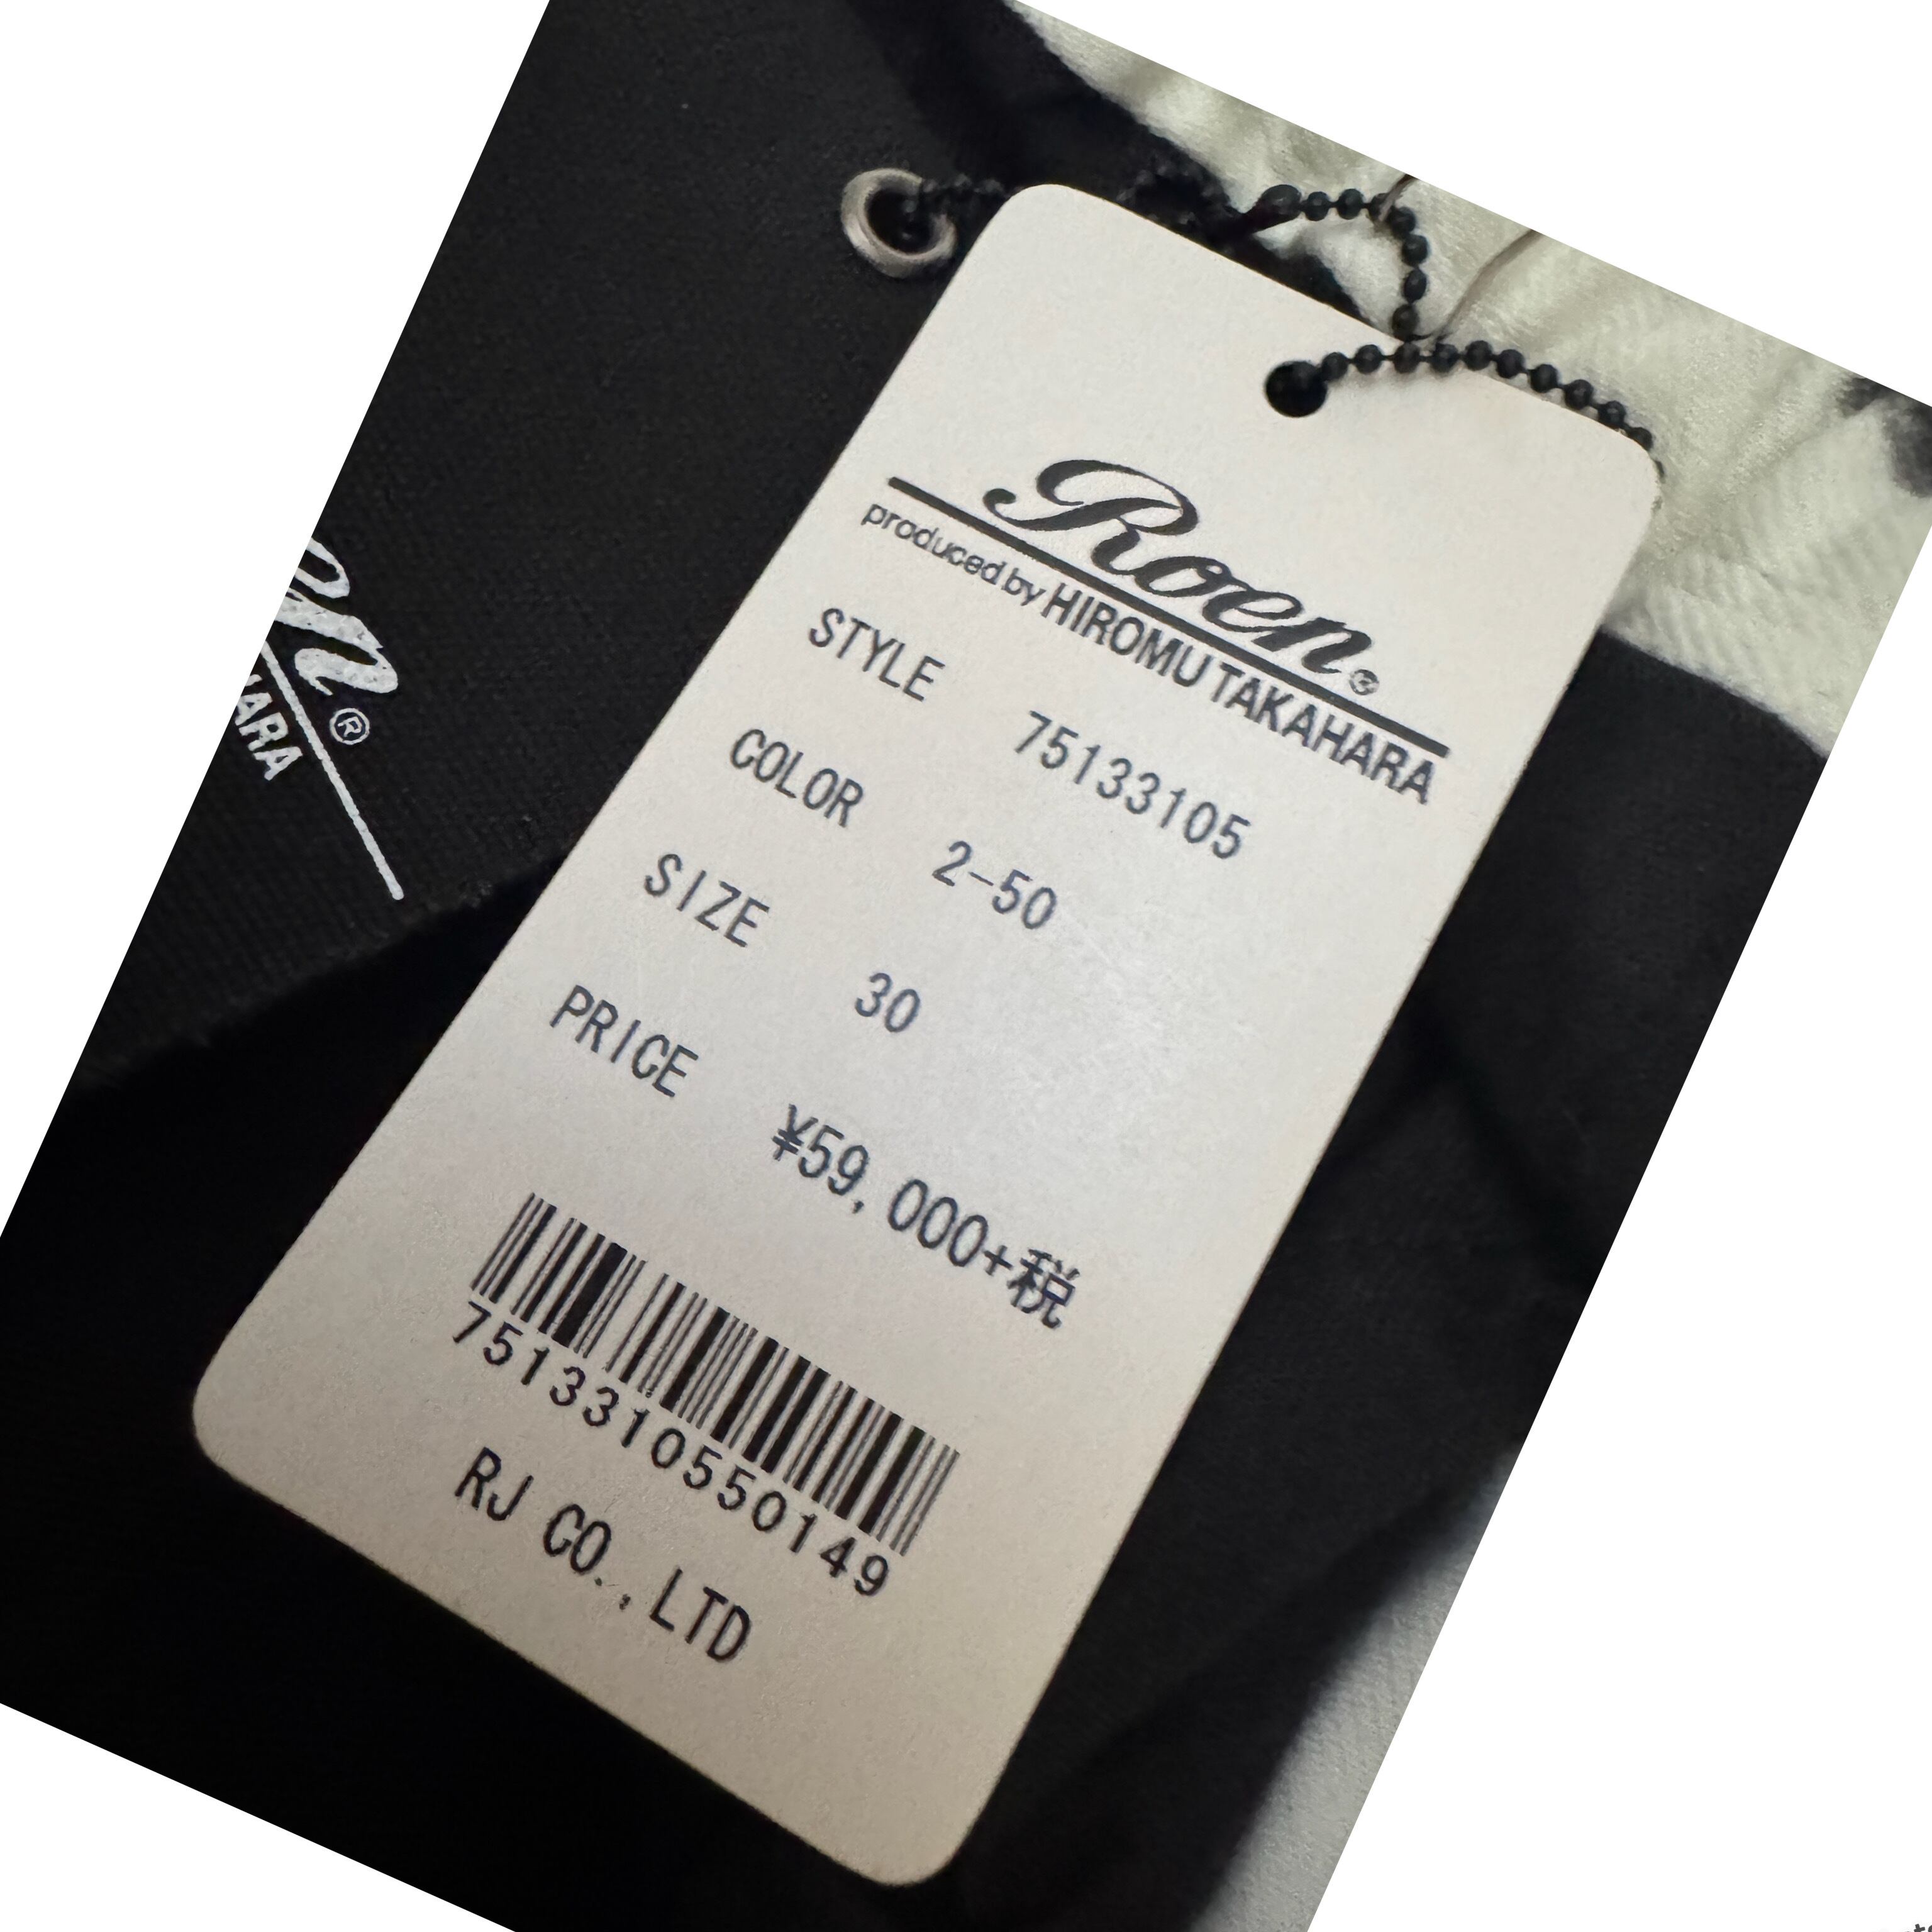 Roen®
produced by HIROMU TAKAHARA
STYLE 75133105
COLOR 2-50
SIZE 30
PRICE ¥59,000+税
7513310550149
RJ CO.,LTD
®